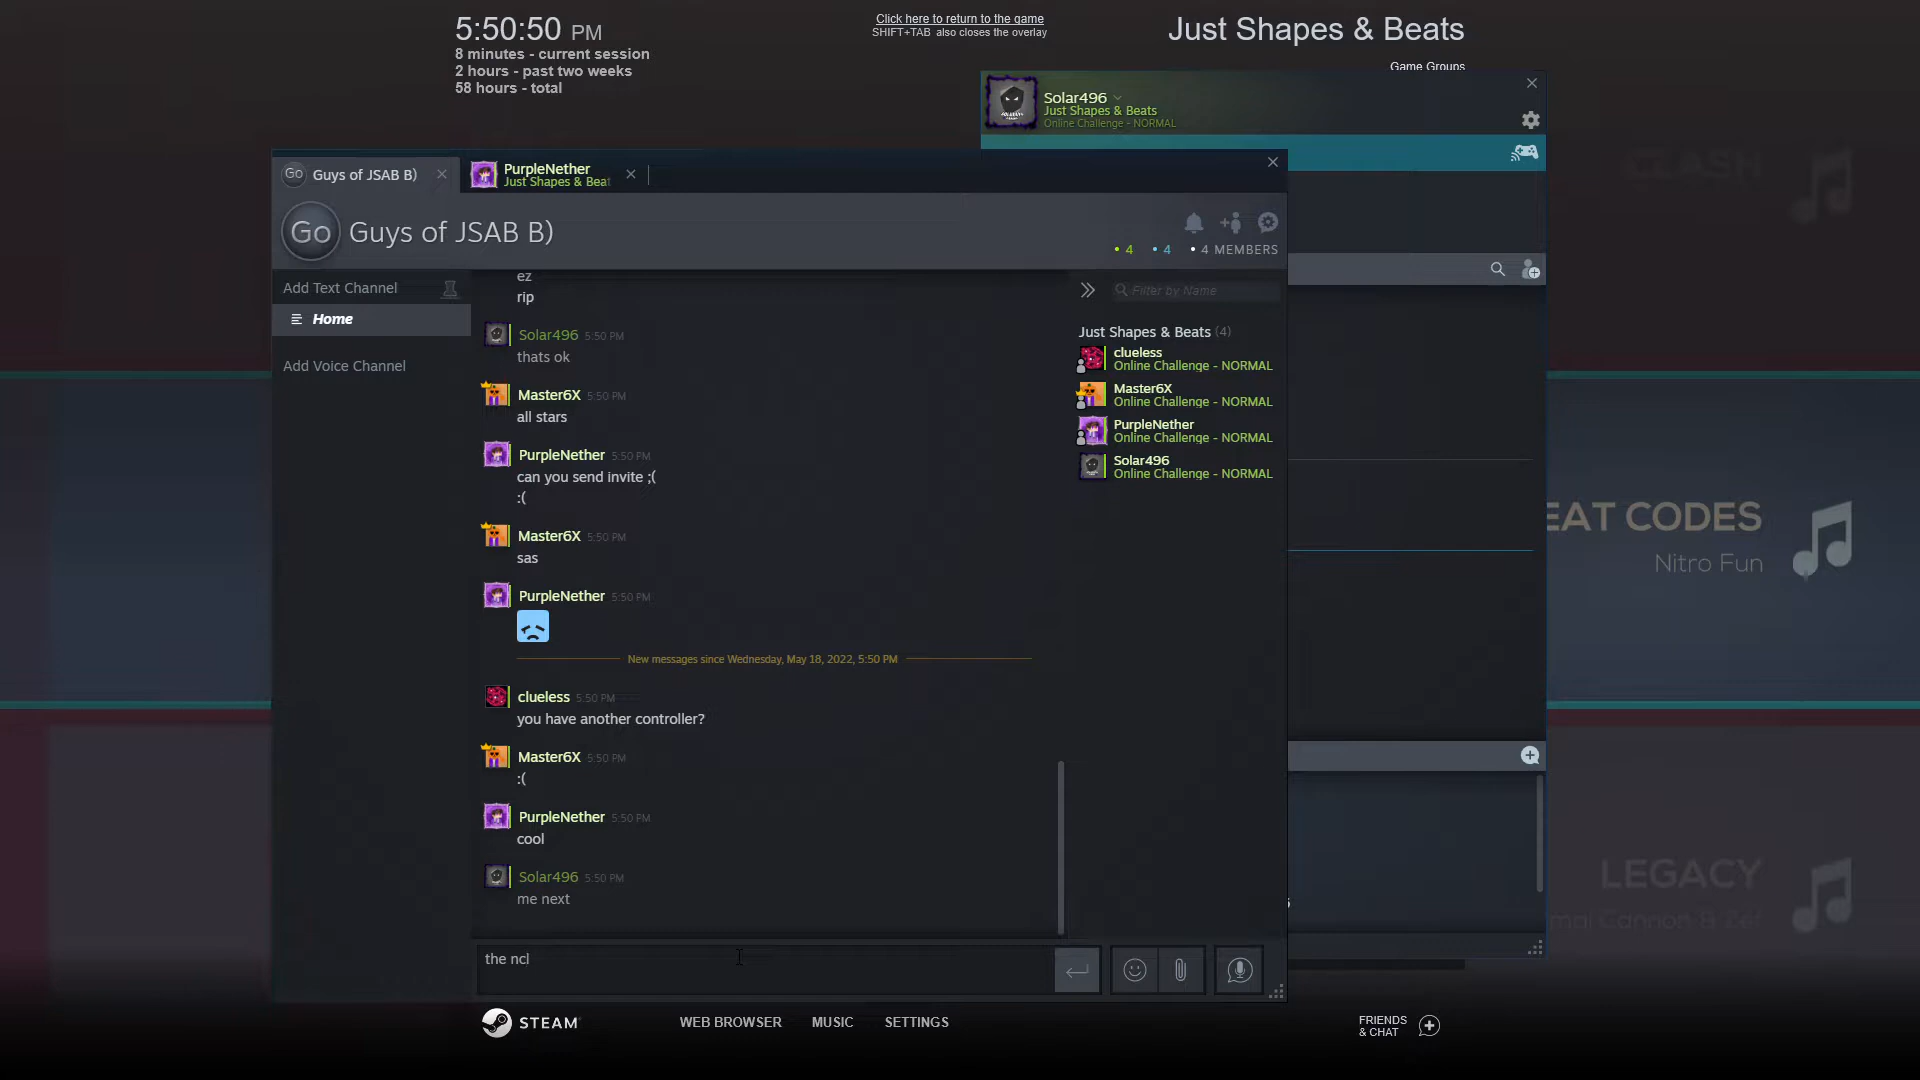 5:50:50 PM
8 minutes - current session
2 hours - past two weeks
58 hours - total
Click here to return to the game
SHIFT+TAB also closes the overlay
Just Shapes & Beats
Game Groups
Solar496
Just Shapes & Beats
Online Challenge - NORMAL
Go Guys of JSAB B)
PurpleNether
Just Shapes & Beat
Go Guys of JSAB B)
4 4 4 MEMBERS
Add Text Channel
Home
Add Voice Channel
ez
rip
Solar496 5:50 PM
thats ok
Master6X 5:50 PM
all stars
PurpleNether 5:50 PM
can you send invite ;(
:(
Master6X 5:50 PM
sas
PurpleNether 5:50 PM
New messages since Wednesday, May 18, 2022, 5:50 PM
clueless 5:50 PM
you have another controller?
Master6X 5:50 PM
:(
PurpleNether 5:50 PM
cool
Solar496 5:50 PM
me next
the ncl
Filter by Name
Just Shapes & Beats (4)
clueless
Online Challenge - NORMAL
Master6X
Online Challenge - NORMAL
PurpleNether
Online Challenge - NORMAL
Solar496
Online Challenge - NORMAL
CLASH
EAT CODES
Nitro Fun
LEGACY
STEAM
WEB BROWSER
MUSIC
SETTINGS
FRIENDS
& CHAT